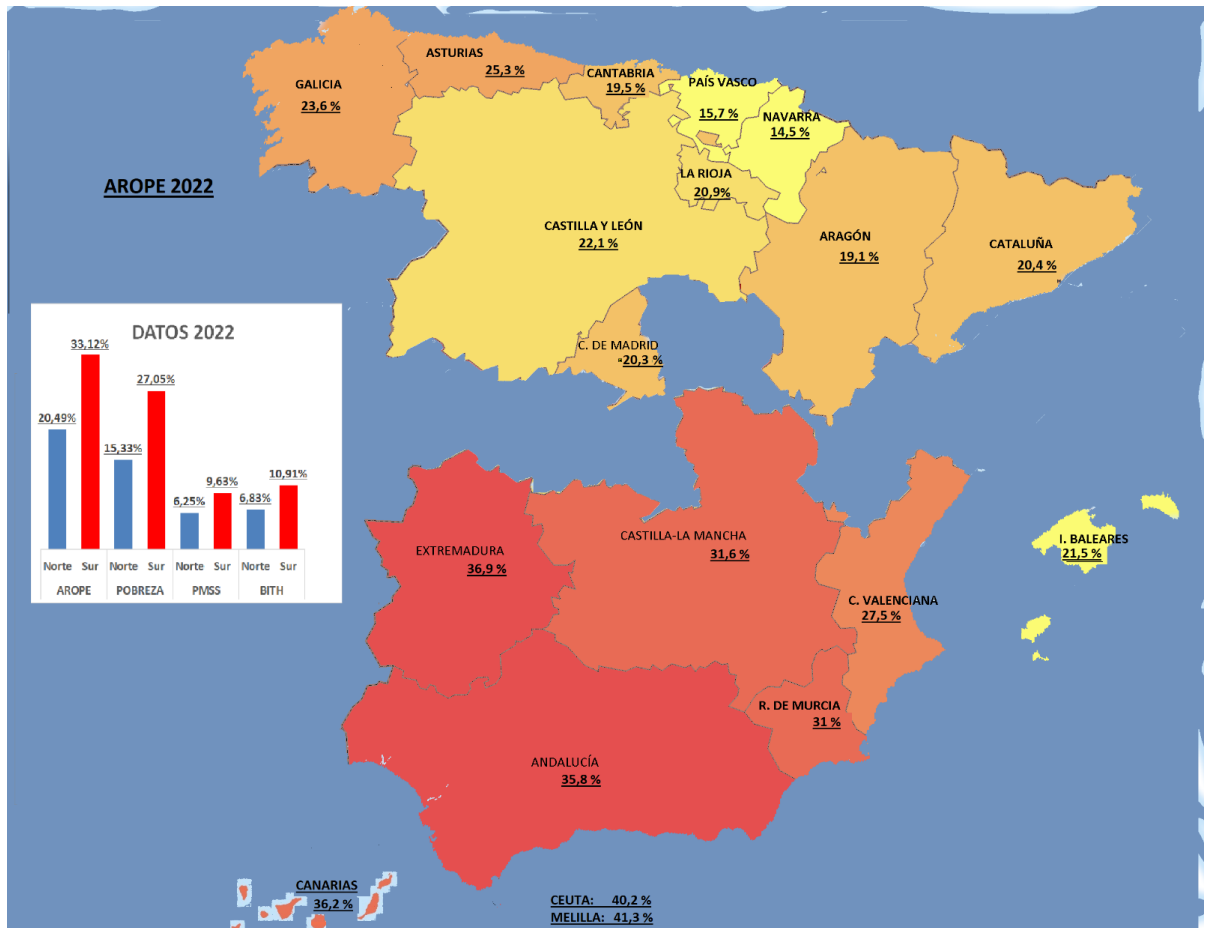 ASTURIAS
25,3 %
CANTABRIA
19,5 %
PAÍS VASCO
15,7 %
GALICIA
23,6 %
NAVARRA
14,5 %
AROPE 2022
LA RIOJA
20,9%
CASTILLA Y LEÓN
22,1 %
ARAGÓN
19,1 %
CATALUÑA
20,4 %
C. DE MADRID
20,3 %
DATOS 2022
33,12%
27,05%
20,49%
15,33%
6,25%
9,63%
6,83%
10,91%
Norte Sur Norte Sur Norte Sur Norte Sur
AROPE POBREZA PMSS BITH
EXTREMADURA
36,9 %
CASTILLA-LA MANCHA
31,6 %
I. BALEARES
21,5 %
C. VALENCIANA
27,5 %
R. DE MURCIA
31 %
ANDALUCÍA
35,8 %
CANARIAS
36,2 %
CEUTA: 40,2 %
MELILLA: 41,3 %